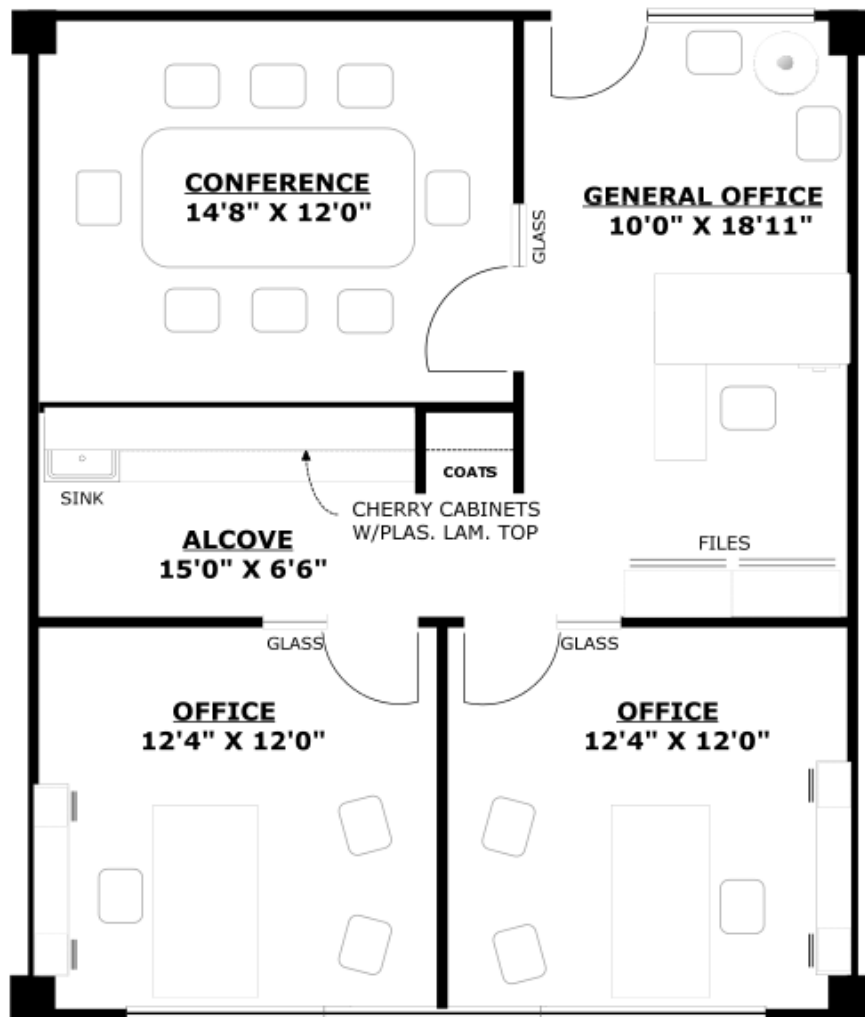 CONFERENCE
14'8" X 12'0"
GLASS
GENERAL OFFICE
10'0" X 18'11"
COATS
SINK
CHERRY CABINETS
W/PLAS. LAM. TOP
ALCOVE
15'0" X 6'6"
FILES
GLASS
GLASS
OFFICE
12'4" X 12'0"
OFFICE
12'4" X 12'0"